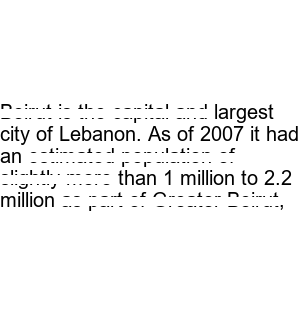 Beirut is the capital and largest
city of Lebanon. As of 2007 it had
an estimated population of
slightly more than 1 million to 2.2
million as part of Greater Beirut,